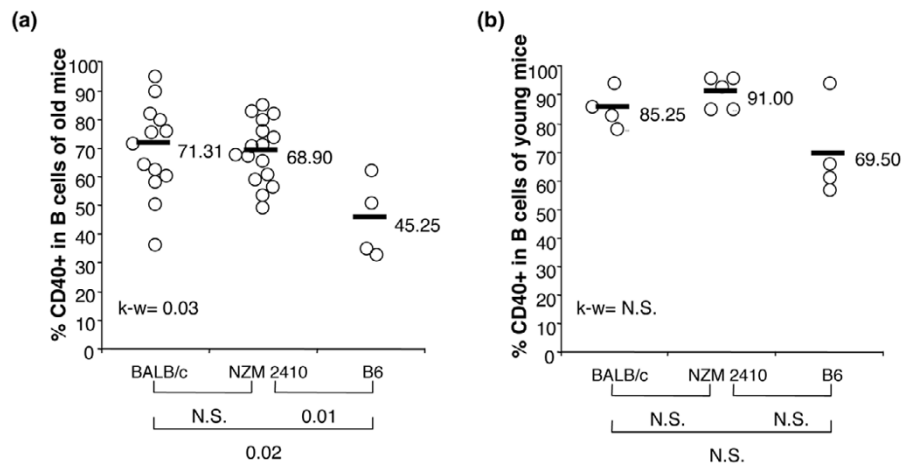 (a)
% CD40+ in B cells of old mice
100
90
80
70
60
50
40
30
20
10
0
71.31
68.90
45.25
k-w= 0.03
BALB/c NZM 2410 B6
N.S. 0.01
0.02
(b)
% CD40+ in B cells of young mice
100
90
80
70
60
50
40
30
20
10
0
85.25
91.00
69.50
k-w= N.S.
BALB/c NZM 2410 B6
N.S. N.S.
N.S.